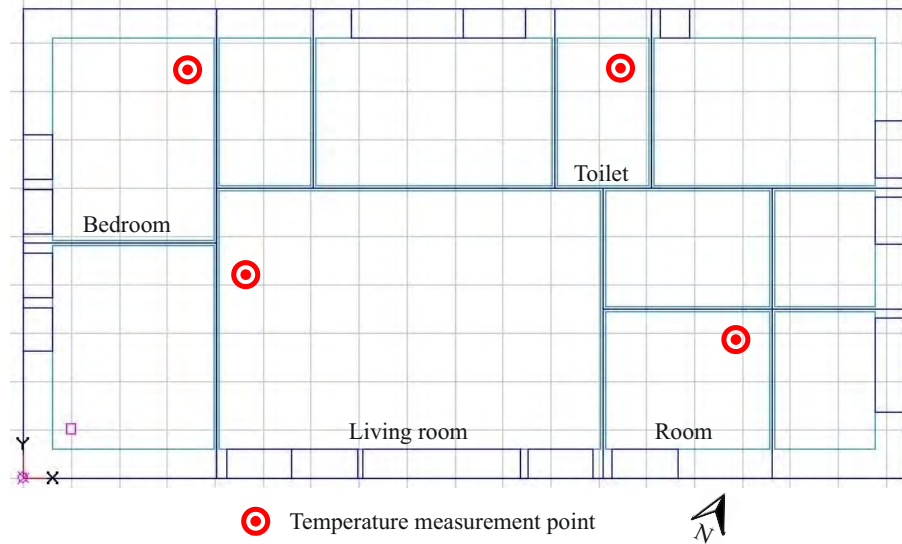 Toilet
Bedroom
Living room
Room
Y
X
Temperature measurement point
N